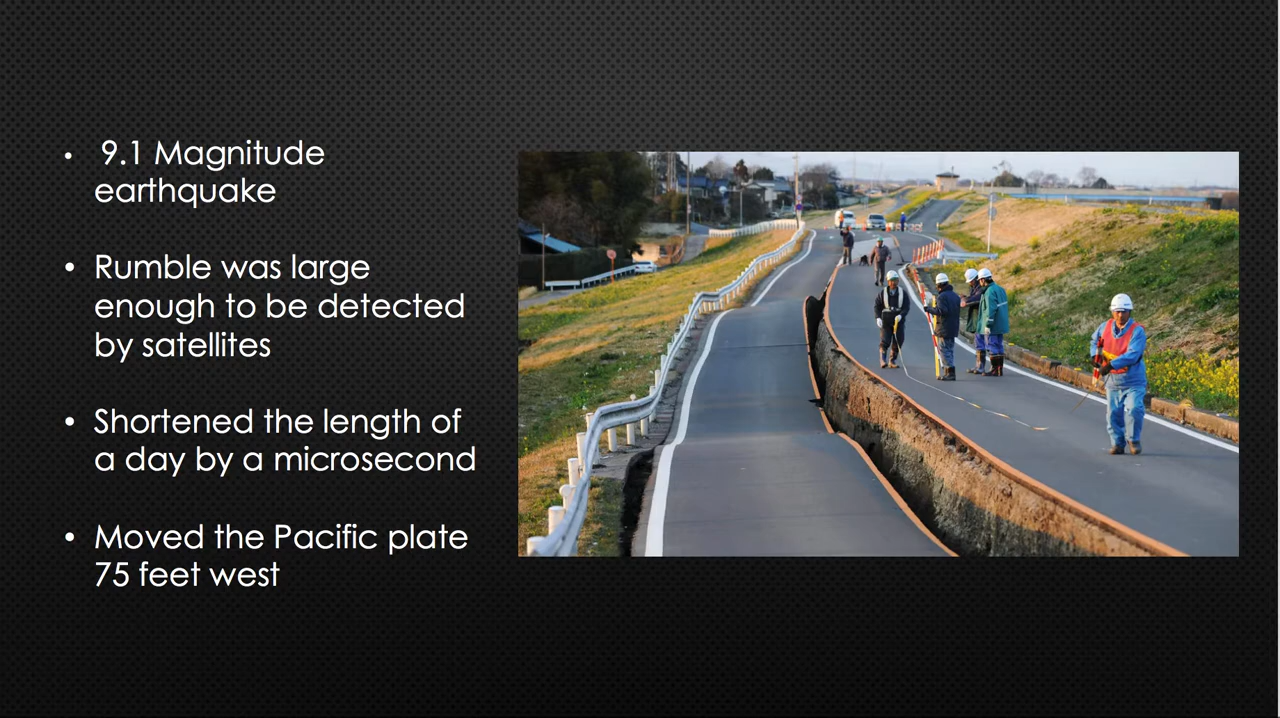 • 9.1 Magnitude
earthquake
• Rumble was large
enough to be detected
by satellites
• Shortened the length of
a day by a microsecond
• Moved the Pacific plate
75 feet west